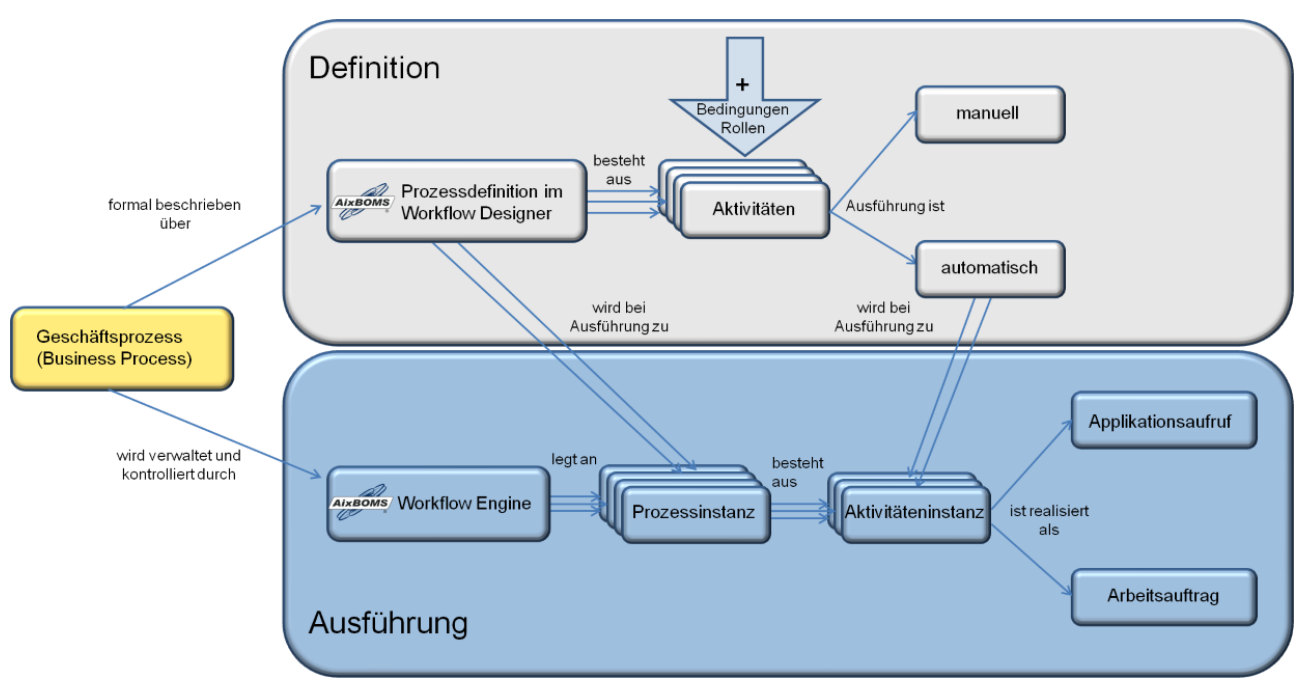 Definition
+
Bedingungen
Rollen
manuell
besteht
aus
AixBOMS
Prozessdefinition im
Workflow Designer
Aktivitäten
Ausführung ist
formal beschrieben
über
automatisch
wird bei
Ausführung zu
wird bei
Ausführung zu
Geschäftsprozess
(Business Process)
Applikationsaufruf
wird verwaltet und
kontrolliert durch
legt an
besteht
aus
AixBOMS
Workflow Engine
Prozessinstanz
Aktivitäteninstanz
ist realisiert
als
Arbeitsauftrag
Ausführung